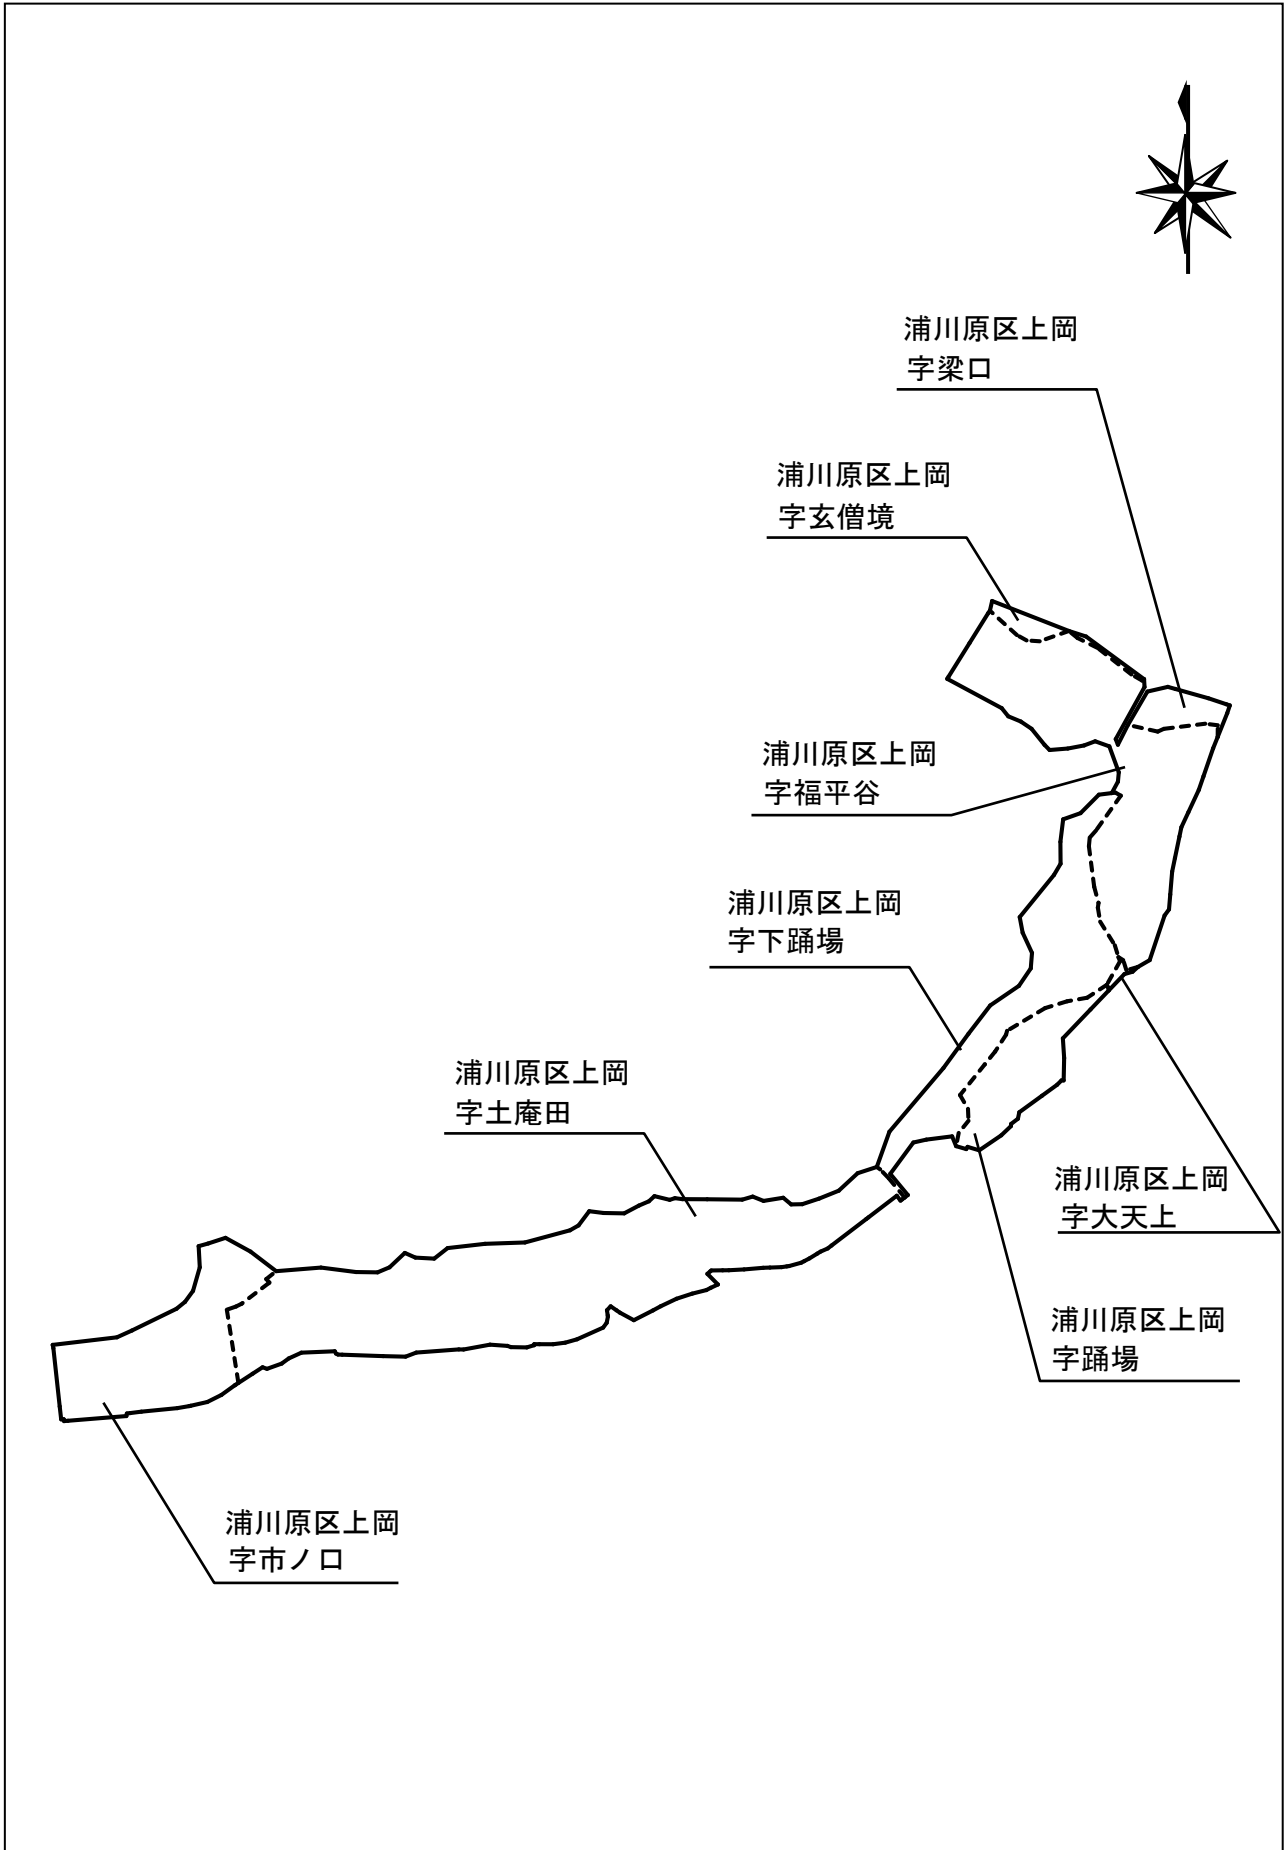 浦川原区上岡
字梁口
浦川原区上岡
字玄僧境
浦川原区上岡
字福平谷
浦川原区上岡
字下踊場
浦川原区上岡
字土庵田
浦川原区上岡
字大天上
浦川原区上岡
字踊場
浦川原区上岡
字市ノ口